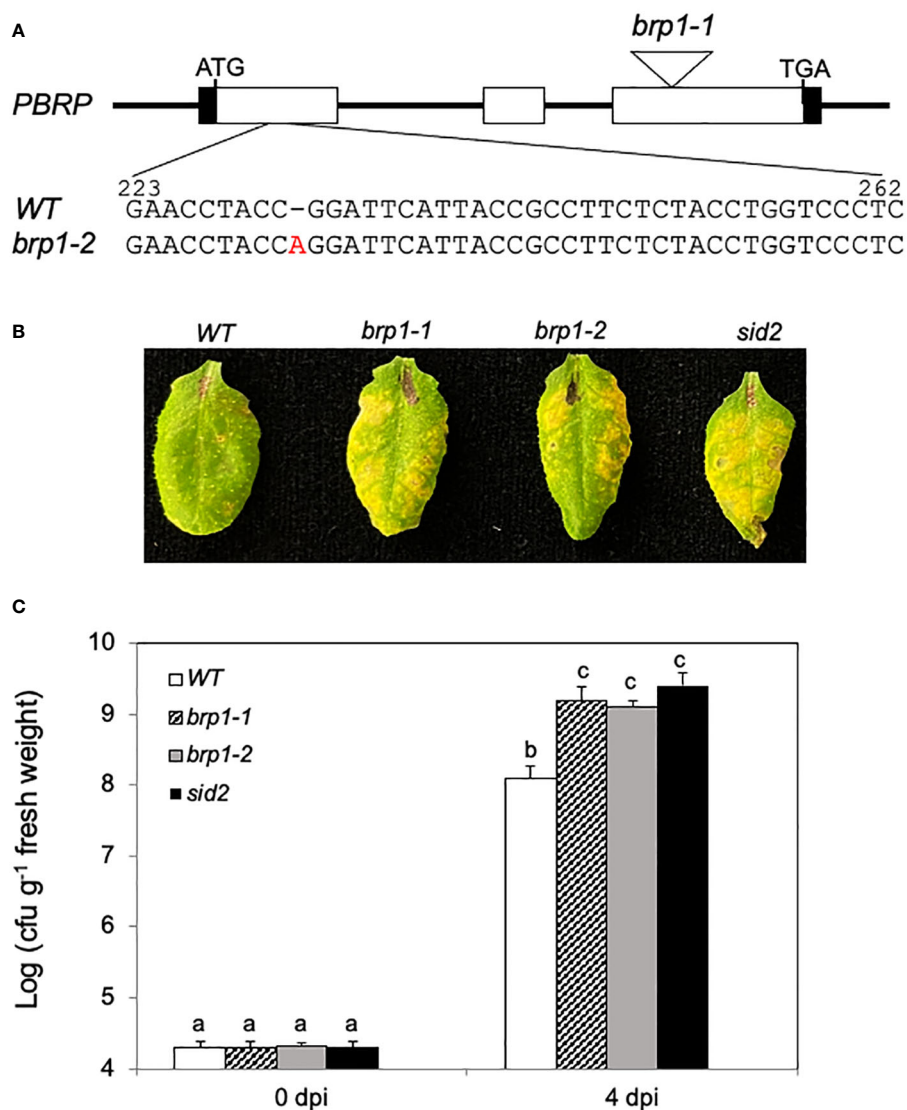 A
brp1-1
ATG
TGA
PBRP
223 262
WT GAACCTACC-GGATTCATTACCGCCTTCTCTACCTGGTCCCTC
brp1-2 GAACCTACCAGGATTCATTACCGCCTTCTCTACCTGGTCCCTC
B
WT brp1-1 brp1-2 sid2
C
Log (cfu g⁻¹ fresh weight)
10
9
8
7
6
5
4
WT
brp1-1
brp1-2
sid2
a a a a
b c c c
0 dpi 4 dpi